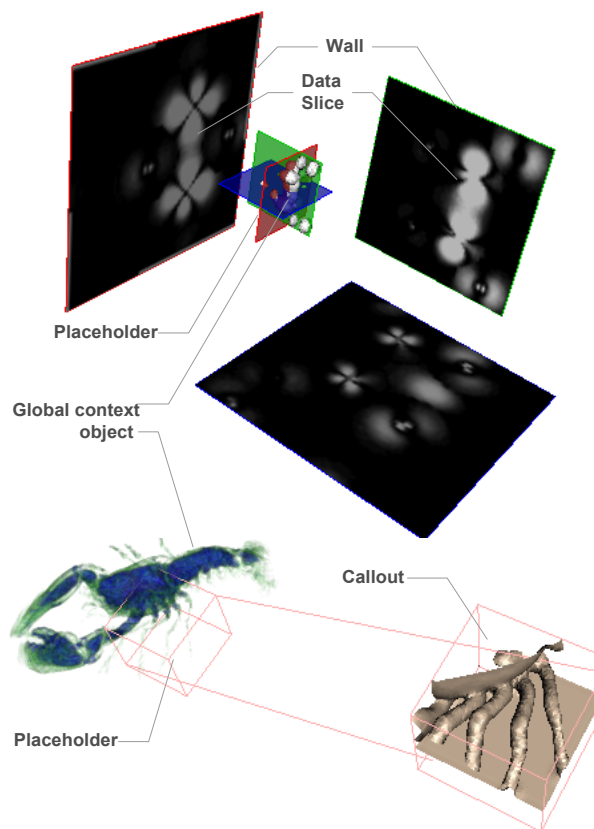 Wall
Data
Slice
Placeholder
Global context
object
Callout
Placeholder